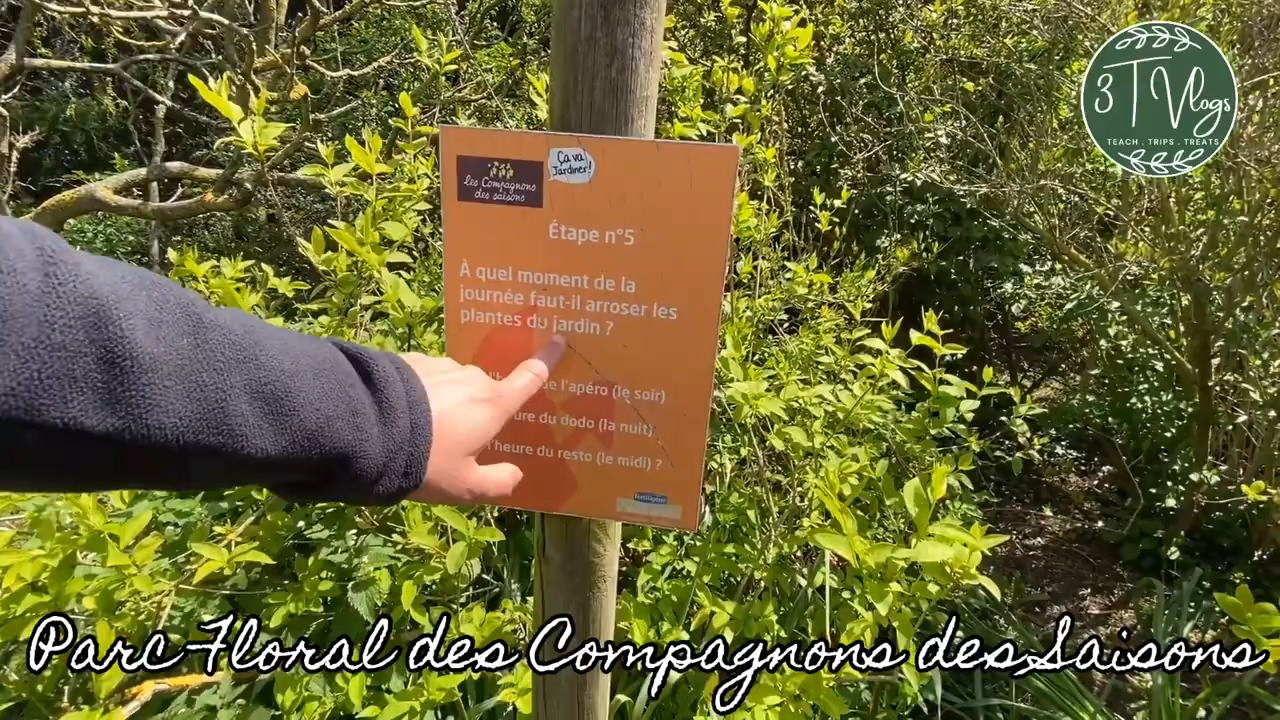 3T Vlogs
TEACH . TRIPS . TREATS
les Compagnons
des saisons
Ça va
Jardiner!
Étape n°5
À quel moment de la
journée faut-il arroser les
plantes du jardin ?
l'apéro (le soir)
du dodo (la nuit)
l'heure du resto (le midi) ?
Parc Floral des Compagnons des Saisons